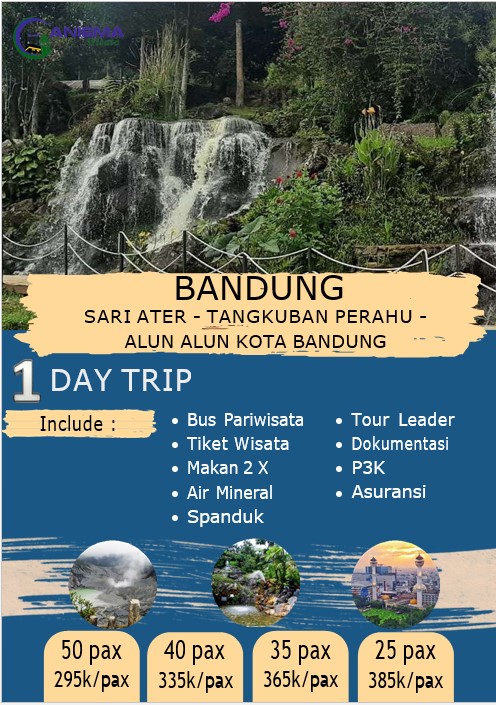 BANDUNG
SARI ATER - TANGKUBAN PERAHU -
ALUN ALUN KOTA BANDUNG
1 DAY TRIP
Include :
• Bus Pariwisata
• Tiket Wisata
• Makan 2 X
• Air Mineral
• Spanduk
• Tour Leader
• Dokumentasi
• P3K
• Asuransi
50 pax
295k/pax
40 pax
335k/pax
35 pax
365k/pax
25 pax
385k/pax